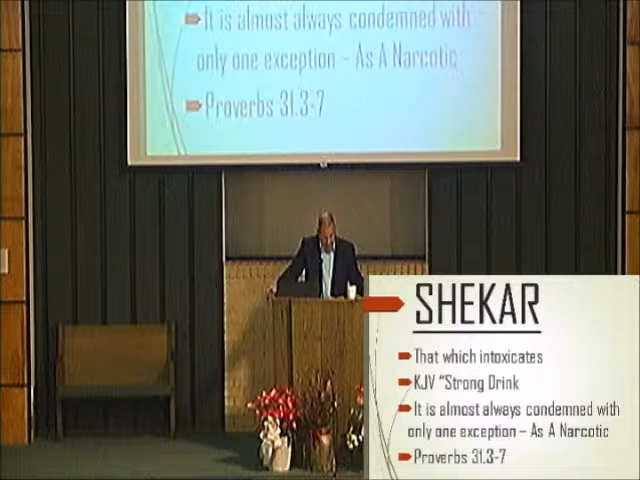 It is almost always condemned with
only one exception – As A Narcotic
Proverbs 31.3-7
SHEKAR
That which intoxicates
KJV "Strong Drink
It is almost always condemned with
only one exception – As A Narcotic
Proverbs 31.3-7